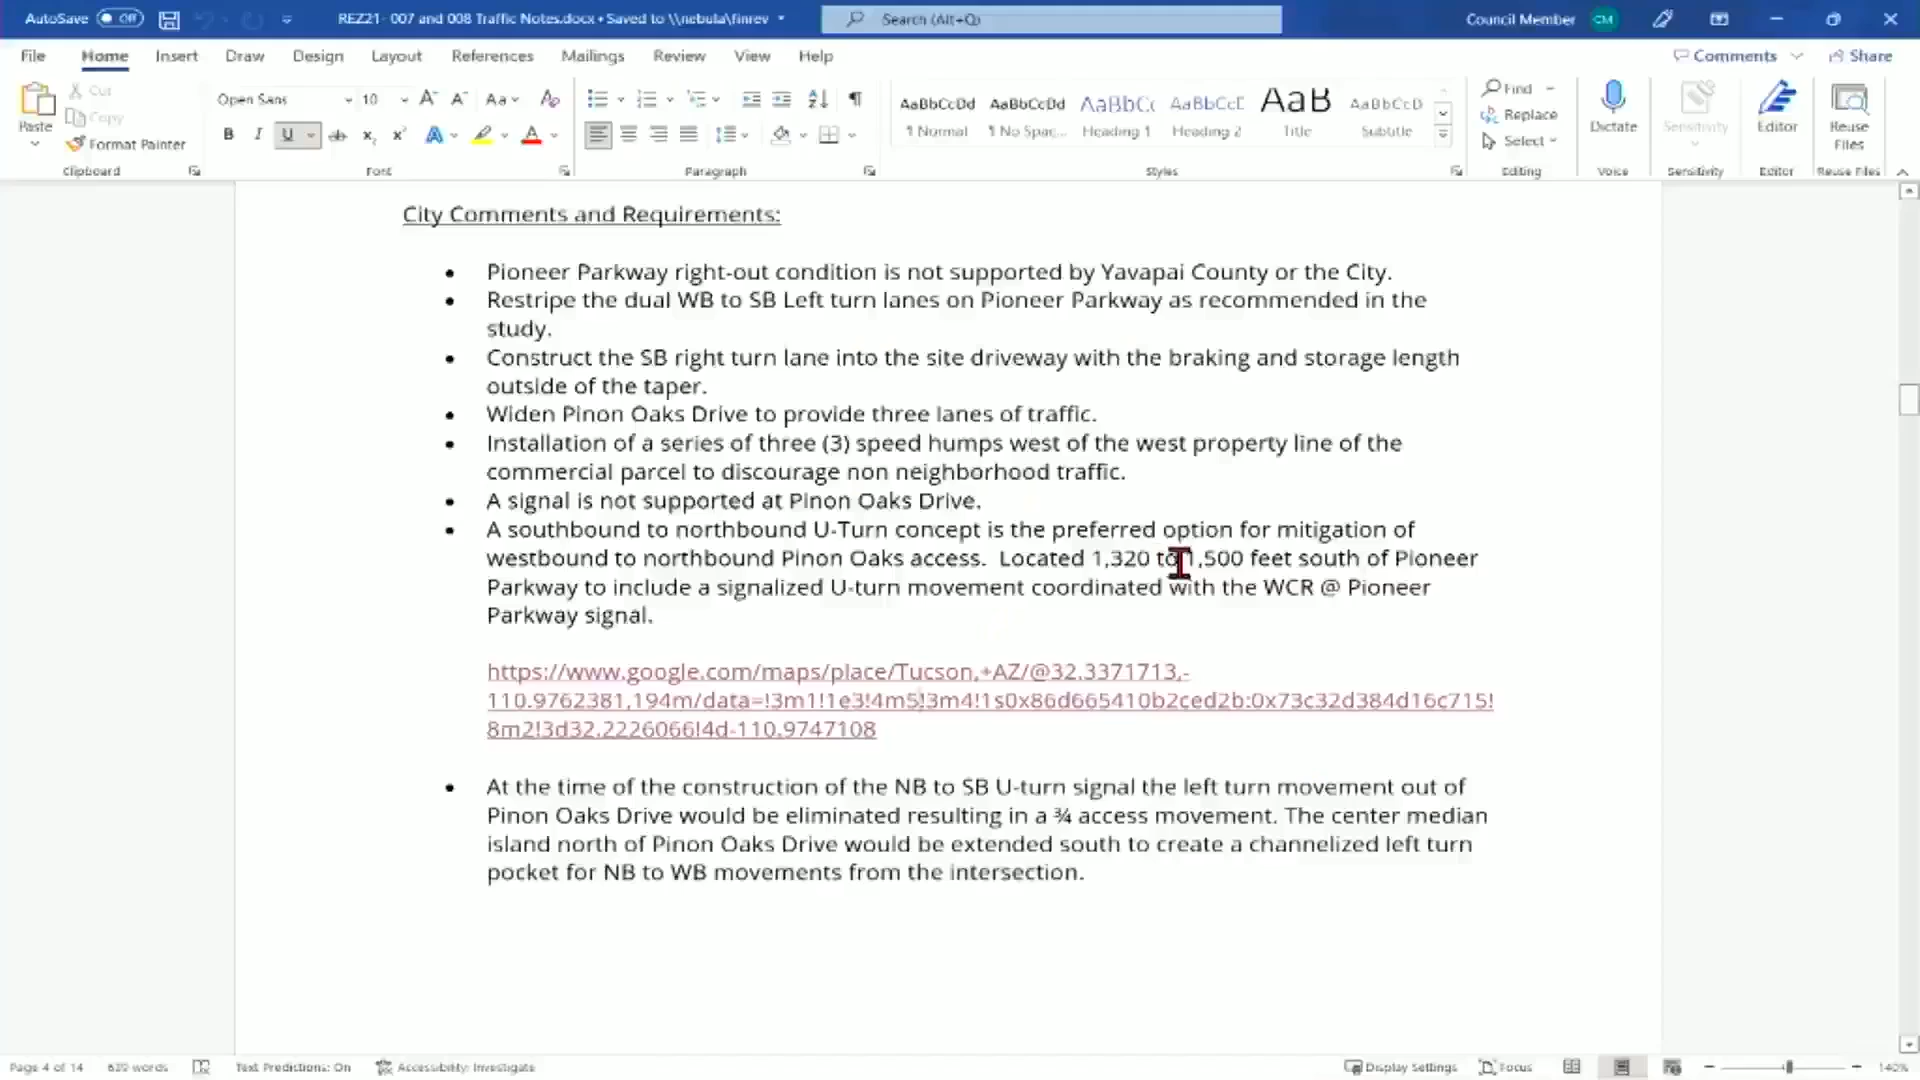 AutoSave Off REZ21- 007 and 008 Traffic Notes.docx • Saved to \\nebula\finrev Search (Alt+Q) Council Member CM
File Home Insert Draw Design Layout References Mailings Review View Help Comments Share
Paste Cut Copy Format Painter
Open Sans 10
AaBbCcDd AaBbCcDd AaBbCc AaBbCcE AaB AaBbCcD
¶ Normal ¶ No Spac... Heading 1 Heading 2 Title Subtitle
Find Replace Select
Dictate Sensitivity Editor Reuse Files
Clipboard Font Paragraph Styles Editing Voice Sensitivity Editor Reuse Files
City Comments and Requirements:
• Pioneer Parkway right-out condition is not supported by Yavapai County or the City.
• Restripe the dual WB to SB Left turn lanes on Pioneer Parkway as recommended in the
study.
• Construct the SB right turn lane into the site driveway with the braking and storage length
outside of the taper.
• Widen Pinon Oaks Drive to provide three lanes of traffic.
• Installation of a series of three (3) speed humps west of the west property line of the
commercial parcel to discourage non neighborhood traffic.
• A signal is not supported at Pinon Oaks Drive.
• A southbound to northbound U-Turn concept is the preferred option for mitigation of
westbound to northbound Pinon Oaks access. Located 1,320 to 1,500 feet south of Pioneer
Parkway to include a signalized U-turn movement coordinated with the WCR @ Pioneer
Parkway signal.
https://www.google.com/maps/place/Tucson,+AZ/@32.3371713,-
110.9762381,194m/data=!3m1!1e3!4m5!3m4!1s0x86d665410b2ced2b:0x73c32d384d16c715!
8m2!3d32.2226066!4d-110.9747108
• At the time of the construction of the NB to SB U-turn signal the left turn movement out of
Pinon Oaks Drive would be eliminated resulting in a ¾ access movement. The center median
island north of Pinon Oaks Drive would be extended south to create a channelized left turn
pocket for NB to WB movements from the intersection.
Page 4 of 14 639 words Text Predictions: On Accessibility: Investigate Display Settings Focus 140%